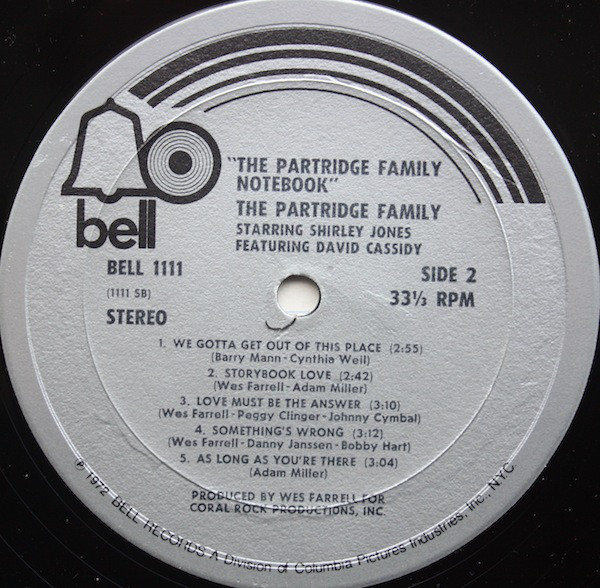 bell
"THE PARTRIDGE FAMILY
NOTEBOOK"
THE PARTRIDGE FAMILY
STARRING SHIRLEY JONES
FEATURING DAVID CASSIDY
BELL 1111
(1111 SB)
STEREO
SIDE 2
33⅓ RPM
1. WE GOTTA GET OUT OF THIS PLACE (2:55)
(Barry Mann-Cynthia Weil)
2. STORYBOOK LOVE (2:42)
(Wes Farrell-Adam Miller)
3. LOVE MUST BE THE ANSWER (3:10)
(Wes Farrell-Peggy Clinger-Johnny Cymbal)
4. SOMETHING'S WRONG (3:12)
(Wes Farrell-Danny Janssen-Bobby Hart)
5. AS LONG AS YOU'RE THERE (3:04)
(Adam Miller)
PRODUCED BY WES FARRELL FOR
CORAL ROCK PRODUCTIONS, INC.
℗ 1972 BELL RECORDS A Division of Columbia Pictures Industries, Inc., NYC